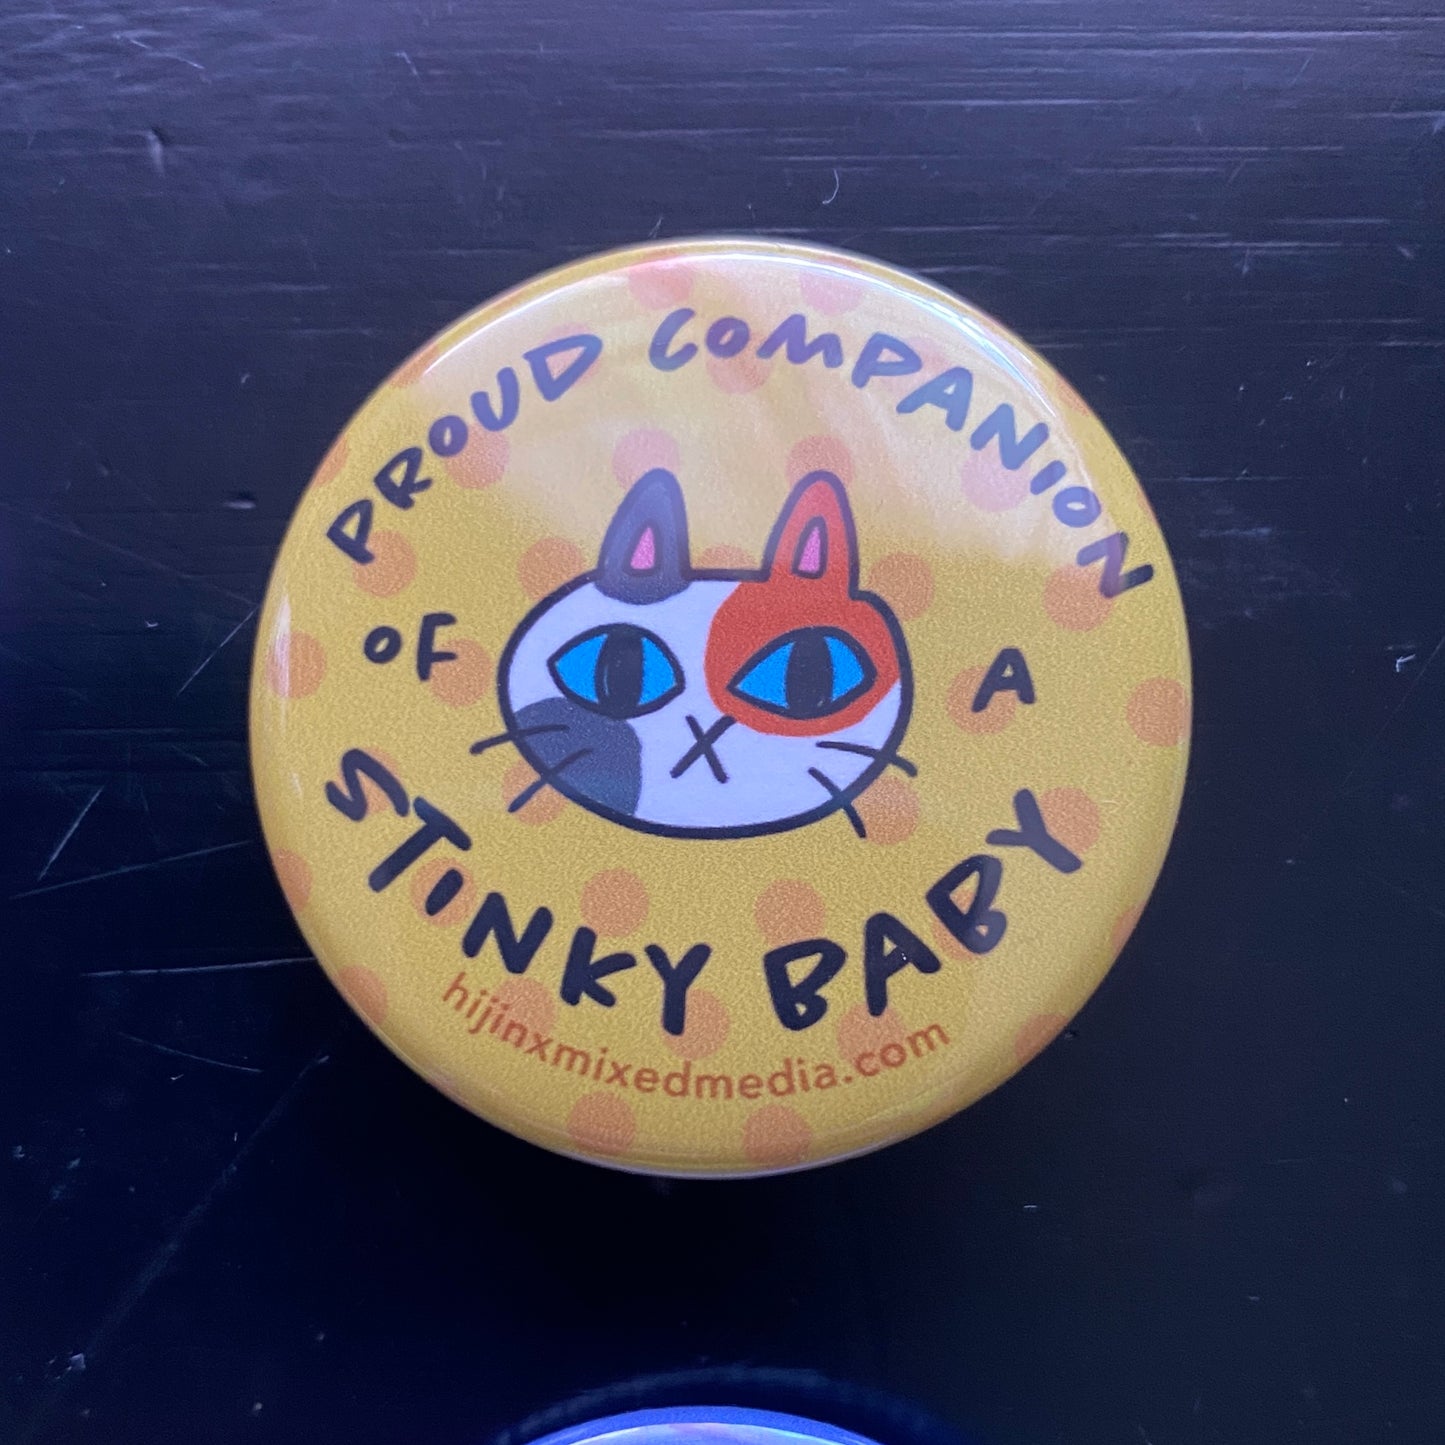 PROUD COMPANION
OF A
STINKY BABY
hijinxmixedmedia.com